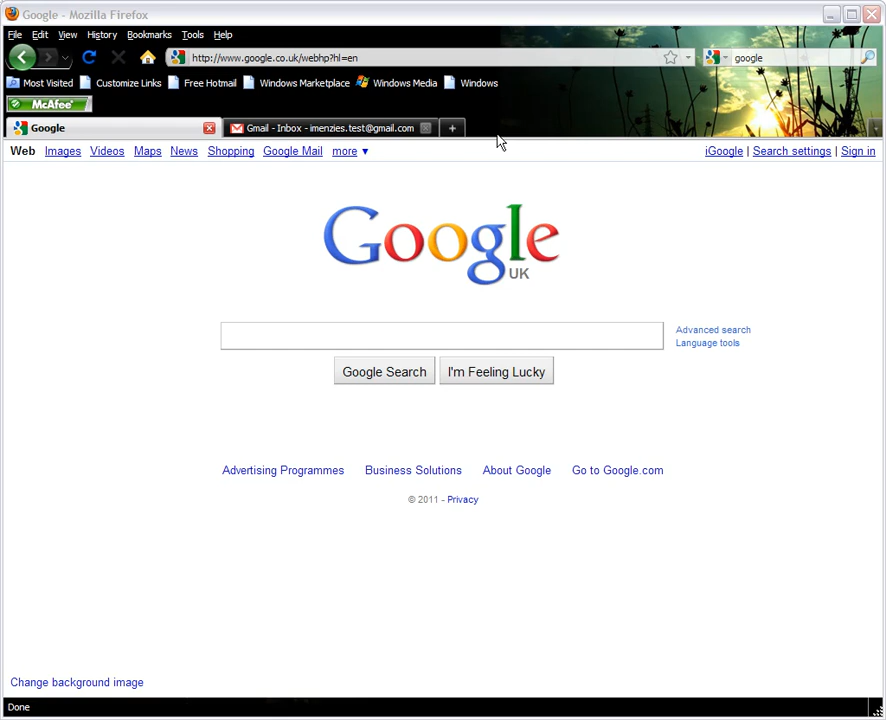 Google - Mozilla Firefox
File Edit View History Bookmarks Tools Help
http://www.google.co.uk/webhp?hl=en google
Most Visited Customize Links Free Hotmail Windows Marketplace Windows Media Windows
McAfee
Google Gmail - Inbox - imenzies.test@gmail.com
Web Images Videos Maps News Shopping Google Mail more ▼ iGoogle | Search settings | Sign in
Google
UK
Advanced search
Language tools
Google Search I'm Feeling Lucky
Advertising Programmes Business Solutions About Google Go to Google.com
© 2011 - Privacy
Change background image
Done